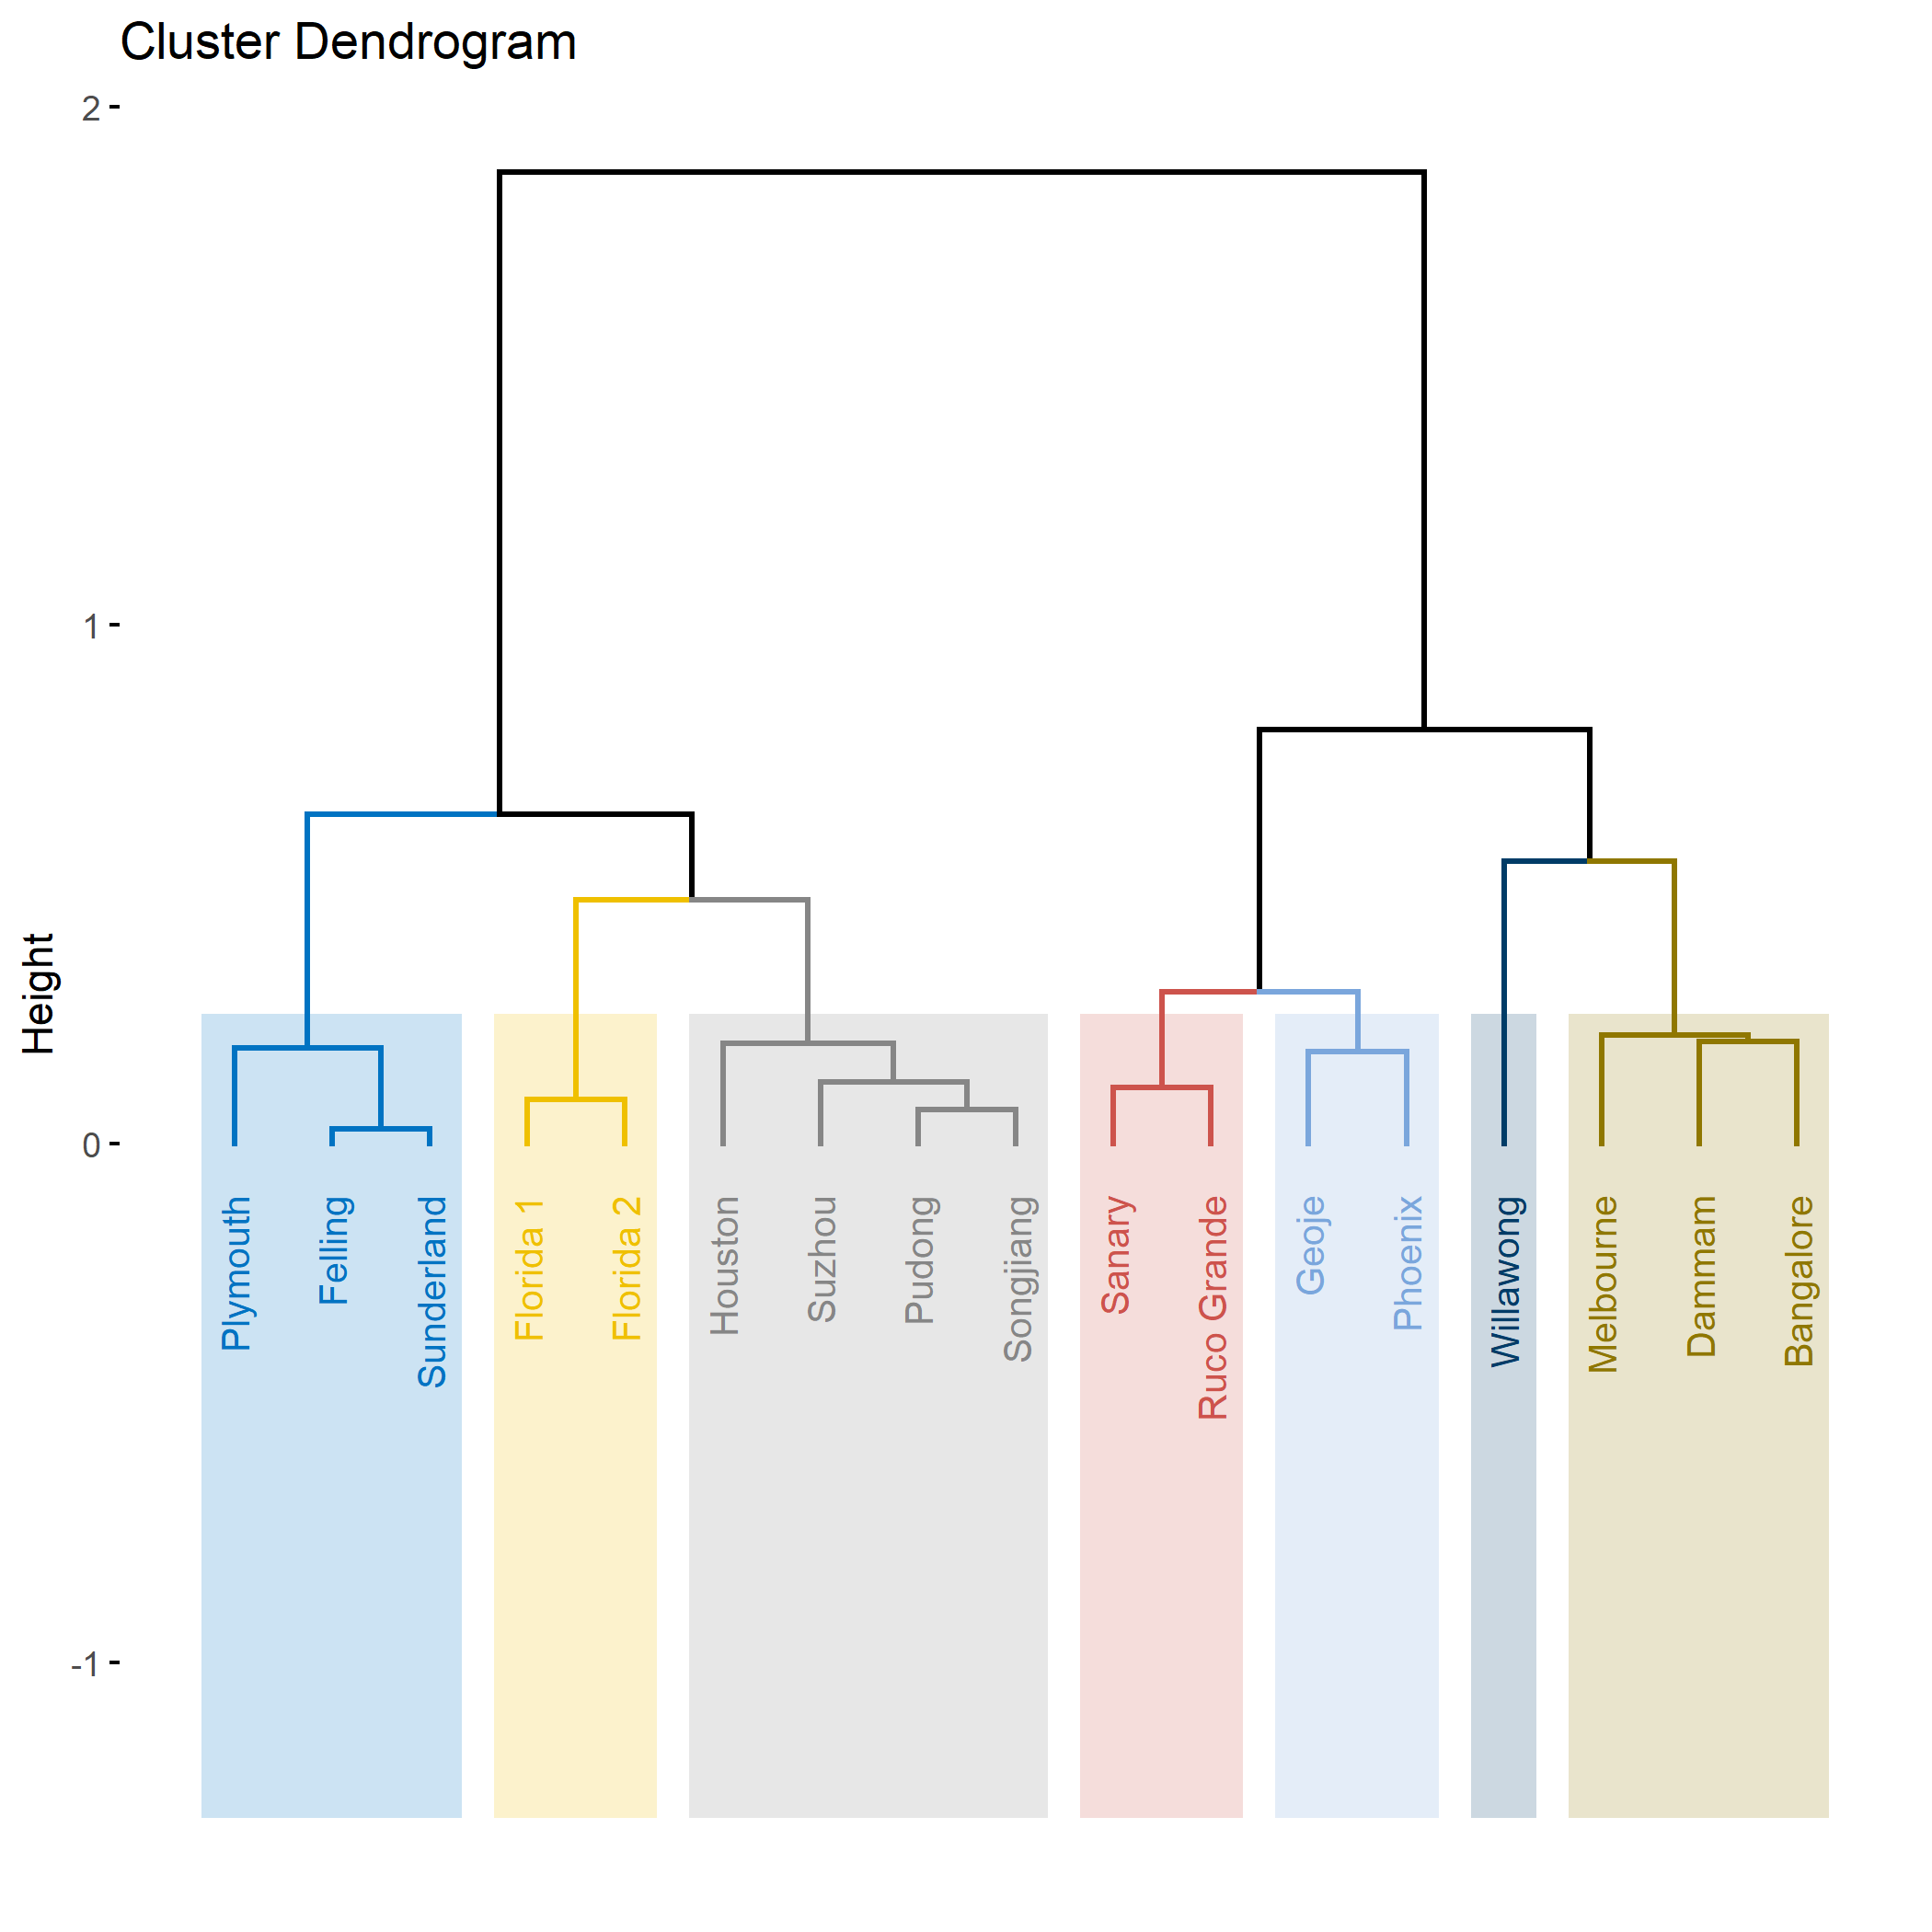 Cluster Dendrogram
2
1
0
-1
Height
Plymouth
Felling
Sunderland
Florida 1
Florida 2
Houston
Suzhou
Pudong
Songjiang
Sanary
Ruco Grande
Geoje
Phoenix
Willawong
Melbourne
Dammam
Bangalore